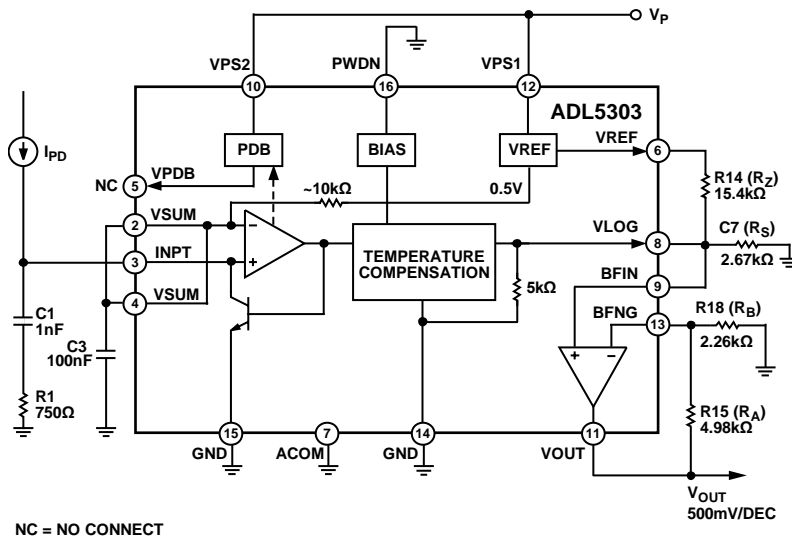 V_P
VPS2
PWDN
VPS1
10
16
12
ADL5303
I_PD
PDB
BIAS
VREF
VREF
6
NC
5
VPDB
~10kΩ
0.5V
R14 (R_Z)
15.4kΩ
2
VSUM
−
C7 (R_S)
2.67kΩ
3
INPT
+
TEMPERATURE
COMPENSATION
VLOG
8
4
VSUM
5kΩ
BFIN
9
C1
1nF
C3
100nF
BFNG
13
R18 (R_B)
2.26kΩ
+
−
R1
750Ω
R15 (R_A)
4.98kΩ
15
7
14
11
GND
ACOM
GND
VOUT
V_OUT
500mV/DEC
NC = NO CONNECT